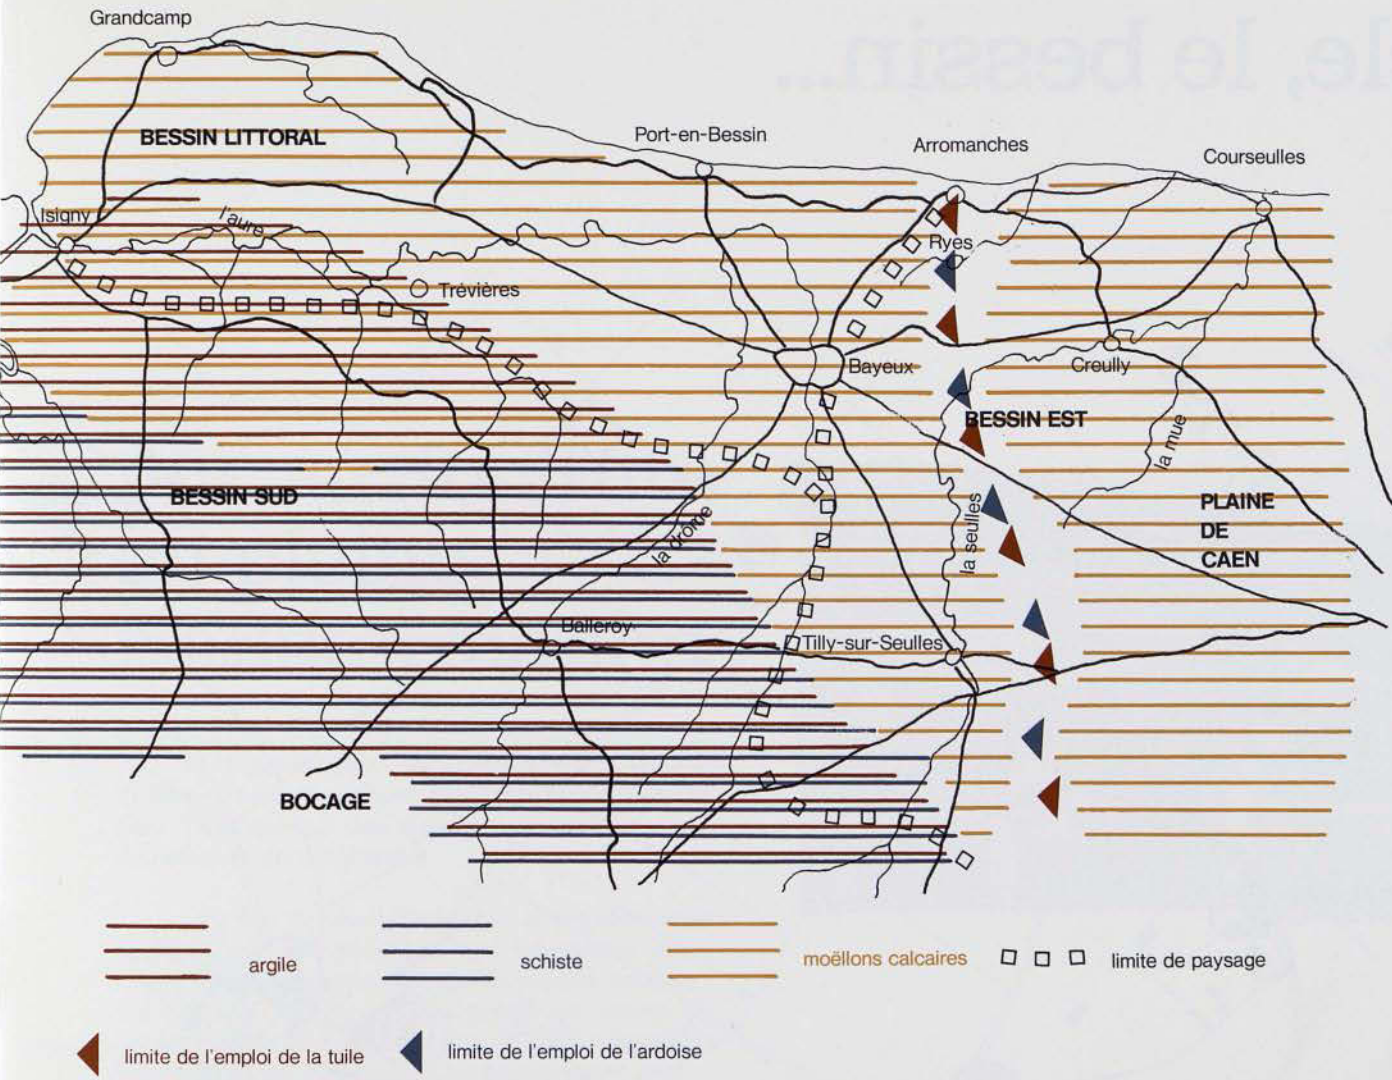 le, le bessin...
Grandcamp
Port-en-Bessin
Arromanches
Courseulles
BESSIN LITTORAL
Isigny
l'aure
Ryes
Trévières
Bayeux
Creully
BESSIN EST
la mue
BESSIN SUD
la seulles
PLAINE
DE
CAEN
la drôme
Balleroy
Tilly-sur-Seulles
BOCAGE
argile
schiste
moëllons calcaires
limite de paysage
limite de l'emploi de la tuile
limite de l'emploi de l'ardoise